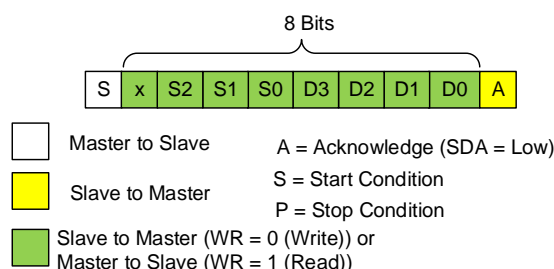 8 Bits
S x S2 S1 S0 D3 D2 D1 D0 A
Master to Slave
A = Acknowledge (SDA = Low)
Slave to Master
S = Start Condition
P = Stop Condition
Slave to Master (WR = 0 (Write)) or
Master to Slave (WR = 1 (Read))